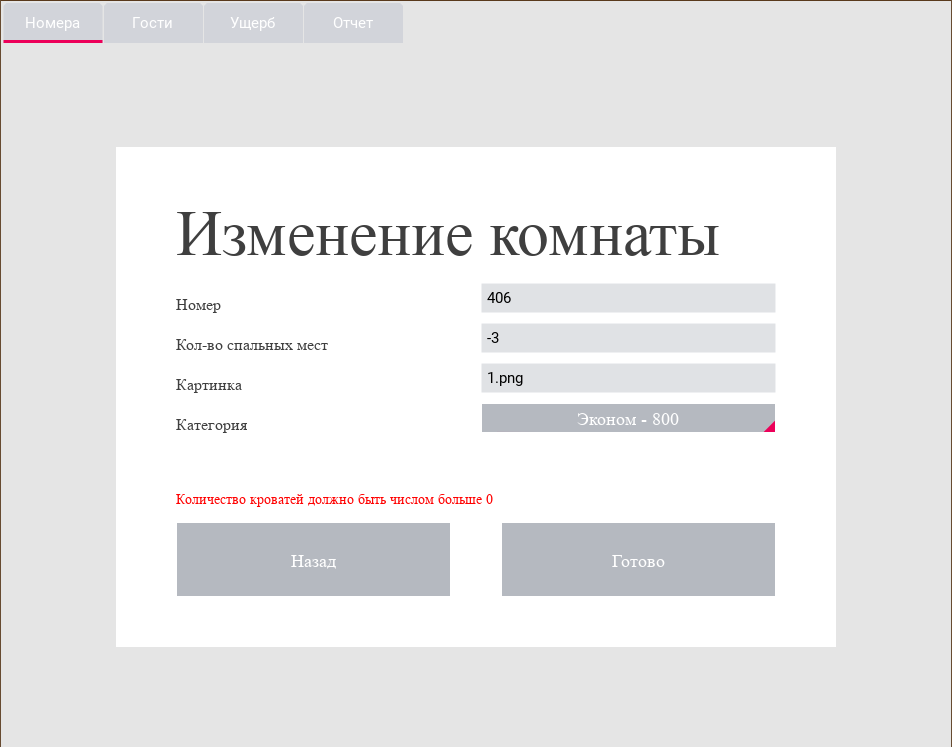 Номера Гости Ущерб Отчет
Изменение комнаты
Номер 406
Кол-во спальных мест -3
Картинка 1.png
Категория Эконом - 800
Количество кроватей должно быть числом больше 0
Назад Готово